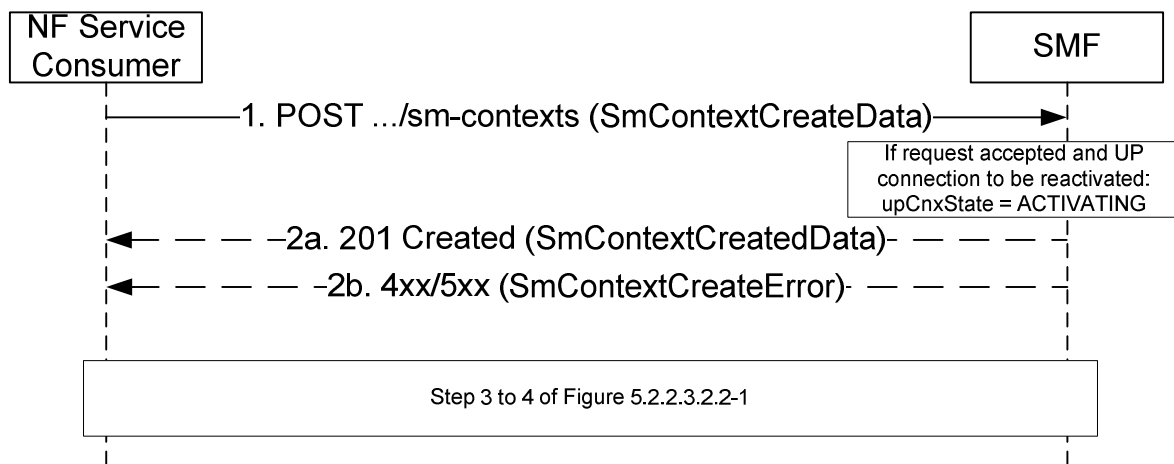 NF Service
Consumer
SMF
1. POST .../sm-contexts (SmContextCreateData)
If request accepted and UP
connection to be reactivated:
upCnxState = ACTIVATING
2a. 201 Created (SmContextCreatedData)
2b. 4xx/5xx (SmContextCreateError)
Step 3 to 4 of Figure 5.2.2.3.2.2-1